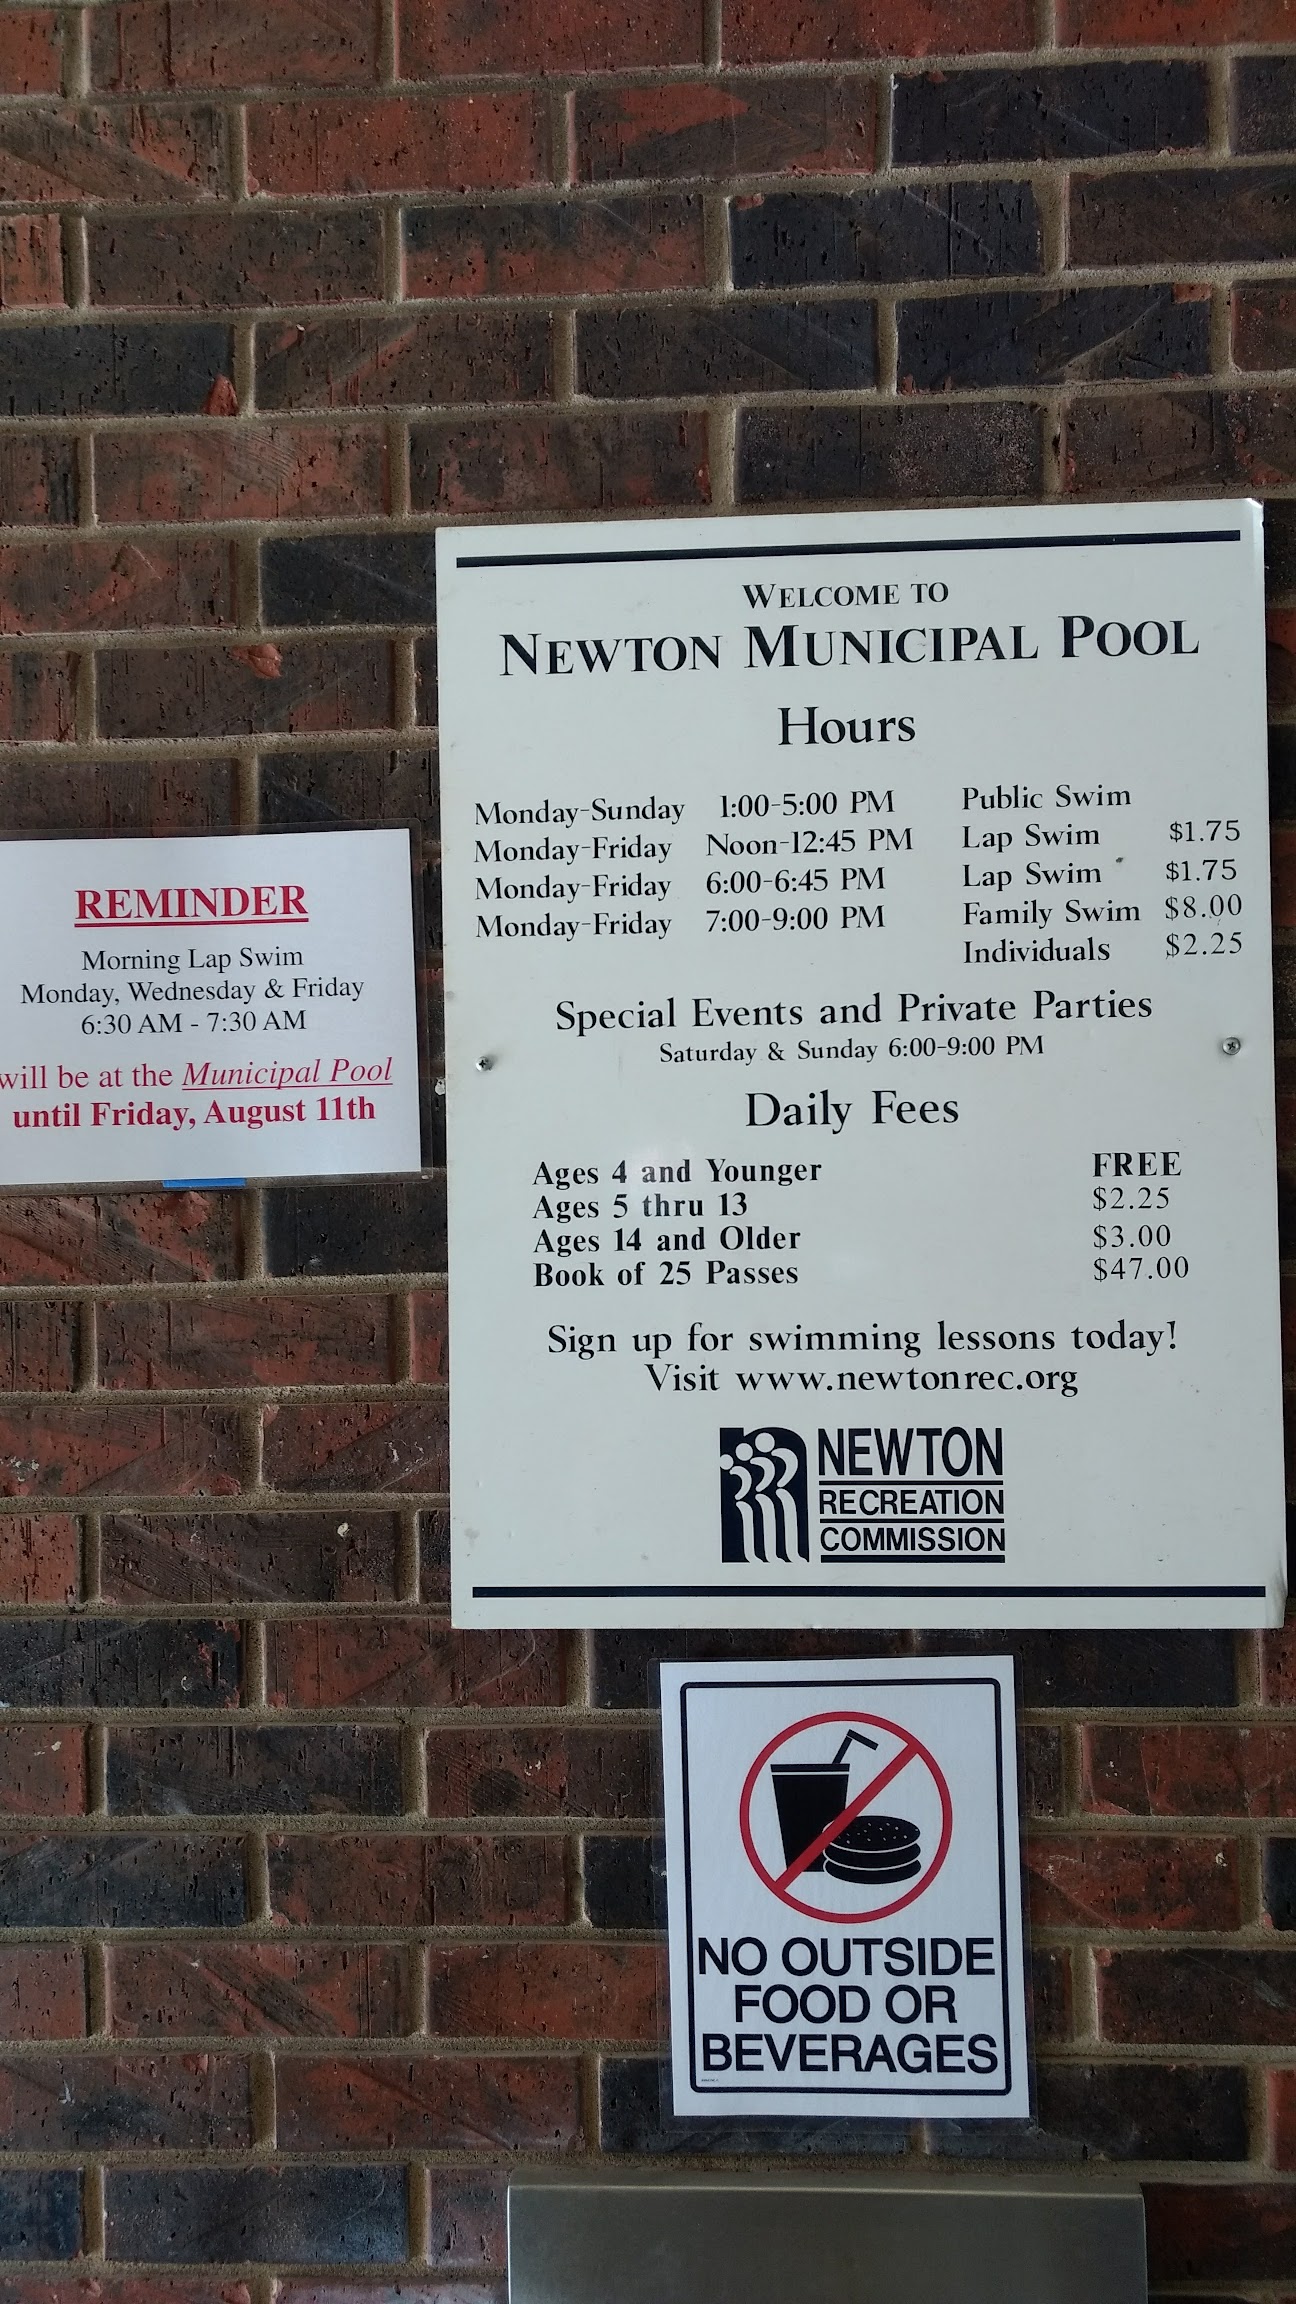 REMINDER
Morning Lap Swim
Monday, Wednesday & Friday
6:30 AM - 7:30 AM
will be at the Municipal Pool
until Friday, August 11th
WELCOME TO
NEWTON MUNICIPAL POOL
Hours
Monday-Sunday 1:00-5:00 PM Public Swim
Monday-Friday Noon-12:45 PM Lap Swim $1.75
Monday-Friday 6:00-6:45 PM Lap Swim $1.75
Monday-Friday 7:00-9:00 PM Family Swim $8.00
Individuals $2.25
Special Events and Private Parties
Saturday & Sunday 6:00-9:00 PM
Daily Fees
Ages 4 and Younger FREE
Ages 5 thru 13 $2.25
Ages 14 and Older $3.00
Book of 25 Passes $47.00
Sign up for swimming lessons today!
Visit www.newtonrec.org
NEWTON
RECREATION
COMMISSION
NO OUTSIDE
FOOD OR
BEVERAGES